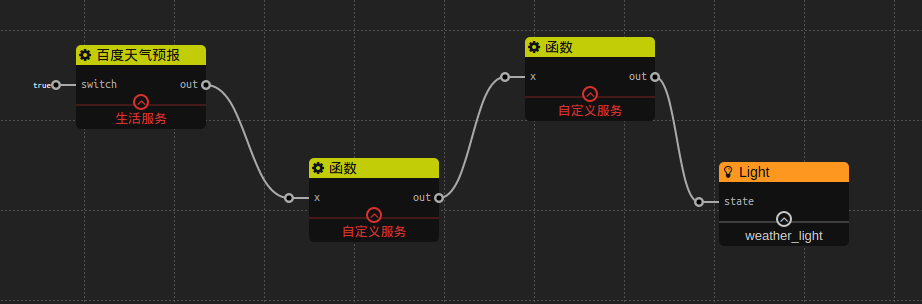 百度天气预报
true
switch
out
生活服务
函数
x
out
自定义服务
函数
x
out
自定义服务
Light
state
weather_light